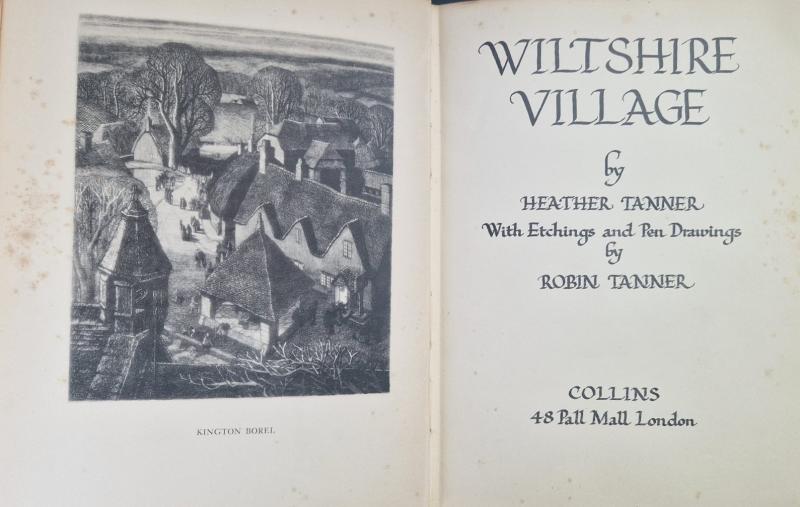 KINGTON BOREL
WILTSHIRE
VILLAGE
by
HEATHER TANNER
With Etchings and Pen Drawings
by
ROBIN TANNER
COLLINS
48 Pall Mall London